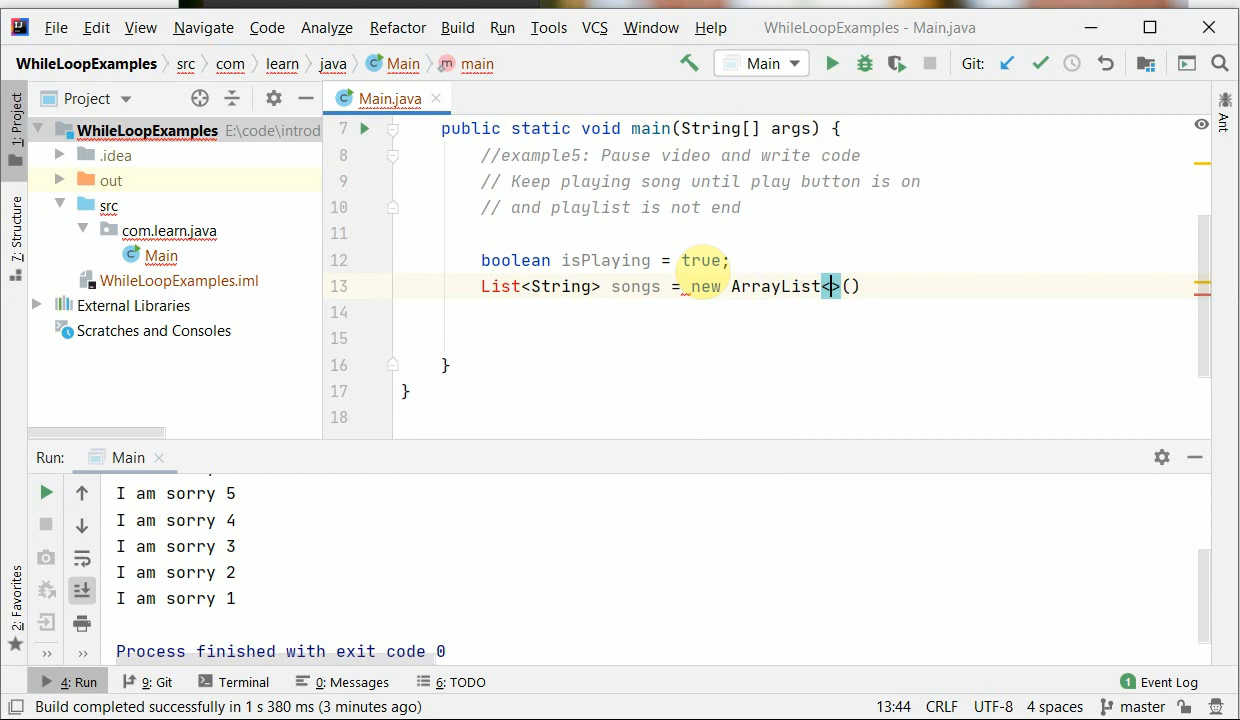 File Edit View Navigate Code Analyze Refactor Build Run Tools VCS Window Help WhileLoopExamples - Main.java
WhileLoopExamples src com learn java Main main Main Git:
1: Project
Project
Main.java
WhileLoopExamples E:\code\introd
.idea
out
src
com.learn.java
Main
WhileLoopExamples.iml
External Libraries
Scratches and Consoles
7 public static void main(String[] args) {
8 //example5: Pause video and write code
9 // Keep playing song until play button is on
10 // and playlist is not end
11
12 boolean isPlaying = true;
13 List<String> songs = new ArrayList<>()
14
15
16 }
17 }
18
Ant
7: Structure
2: Favorites
Run: Main
I am sorry 5
I am sorry 4
I am sorry 3
I am sorry 2
I am sorry 1
Process finished with exit code 0
4: Run 9: Git Terminal 0: Messages 6: TODO 1 Event Log
Build completed successfully in 1 s 380 ms (3 minutes ago) 13:44 CRLF UTF-8 4 spaces master